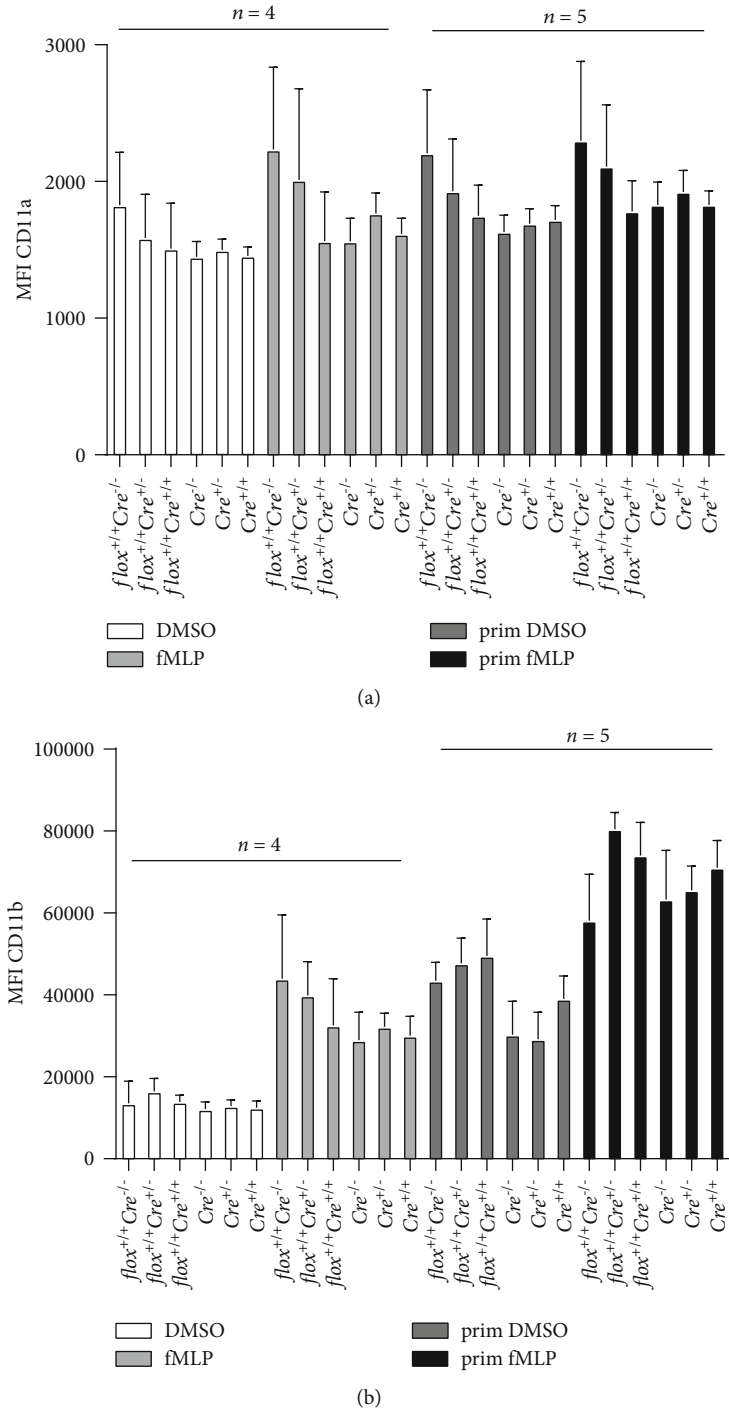 n = 4
n = 5
3000
2000
1000
0
MFI CD11a
flox+/+Cre-/-
flox+/+Cre+/-
flox+/+Cre+/+
Cre-/-
Cre+/-
Cre+/+
flox+/+Cre-/-
flox+/+Cre+/-
flox+/+Cre+/+
Cre-/-
Cre+/-
Cre+/+
flox+/+Cre-/-
flox+/+Cre+/-
flox+/+Cre+/+
Cre-/-
Cre+/-
Cre+/+
flox+/+Cre-/-
flox+/+Cre+/-
flox+/+Cre+/+
Cre-/-
Cre+/-
Cre+/+
DMSO
fMLP
prim DMSO
prim fMLP
(a)
n = 5
n = 4
100000
80000
60000
40000
20000
0
MFI CD11b
flox+/+Cre-/-
flox+/+Cre+/-
flox+/+Cre+/+
Cre-/-
Cre+/-
Cre+/+
flox+/+Cre-/-
flox+/+Cre+/-
flox+/+Cre+/+
Cre-/-
Cre+/-
Cre+/+
flox+/+Cre-/-
flox+/+Cre+/-
flox+/+Cre+/+
Cre-/-
Cre+/-
Cre+/+
flox+/+Cre-/-
flox+/+Cre+/-
flox+/+Cre+/+
Cre-/-
Cre+/-
Cre+/+
DMSO
fMLP
prim DMSO
prim fMLP
(b)